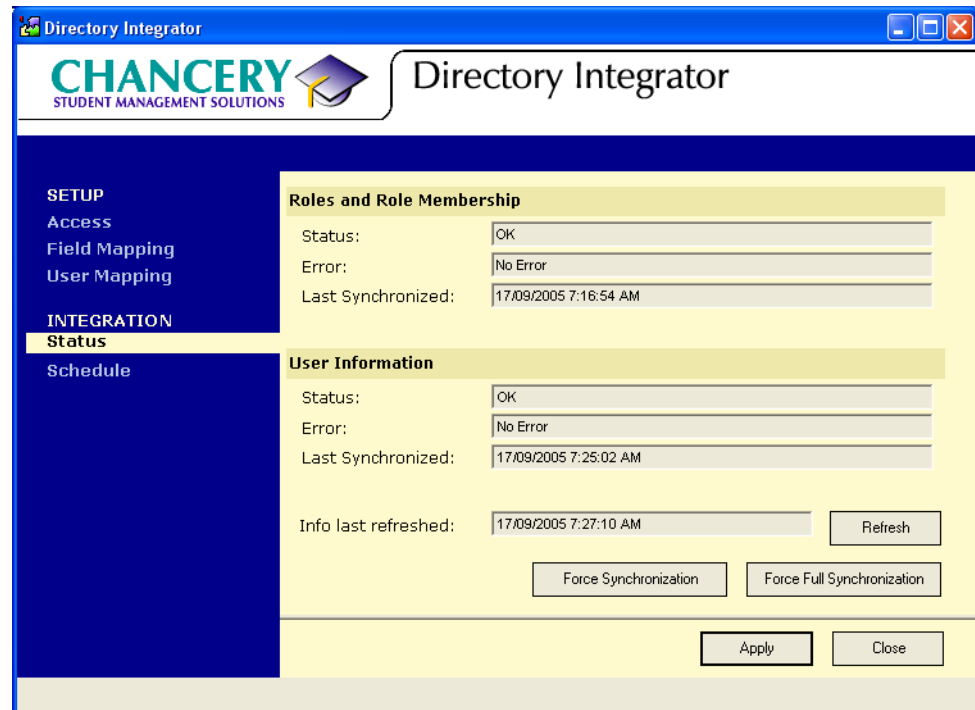 Directory Integrator
CHANCERY
STUDENT MANAGEMENT SOLUTIONS
Directory Integrator
SETUP
Access
Field Mapping
User Mapping
INTEGRATION
Status
Schedule
Roles and Role Membership
Status: OK
Error: No Error
Last Synchronized: 17/09/2005 7:16:54 AM
User Information
Status: OK
Error: No Error
Last Synchronized: 17/09/2005 7:25:02 AM
Info last refreshed: 17/09/2005 7:27:10 AM Refresh
Force Synchronization Force Full Synchronization
Apply Close